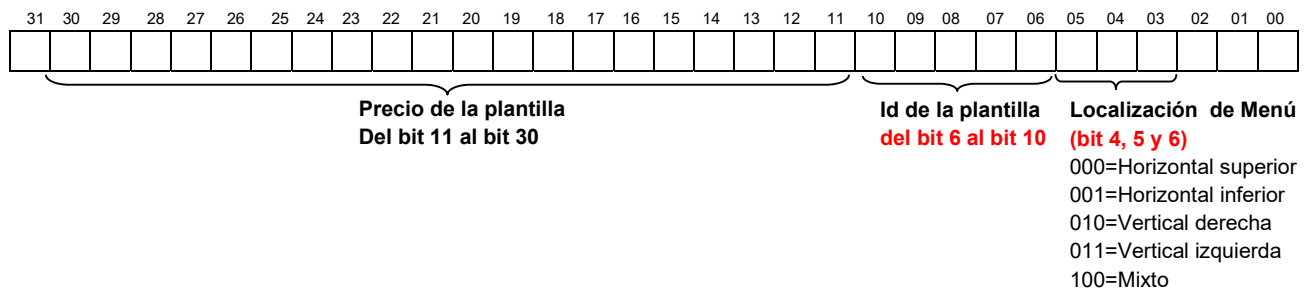 31 30 29 28 27 26 25 24 23 22 21 20 19 18 17 16 15 14 13 12 11 10 09 08 07 06 05 04 03 02 01 00
Precio de la plantilla
Del bit 11 al bit 30
Id de la plantilla
del bit 6 al bit 10
Localización de Menú
(bit 4, 5 y 6)
000=Horizontal superior
001=Horizontal inferior
010=Vertical derecha
011=Vertical izquierda
100=Mixto